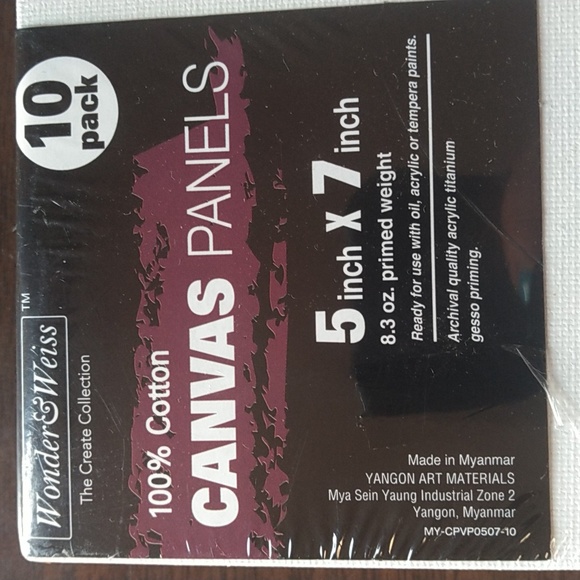 Wonder&Weiss™
The Create Collection
10
pack
100% Cotton
CANVAS PANELS
5 inch X 7 inch
8.3 oz. primed weight
Ready for use with oil, acrylic or tempera paints.
Archival quality acrylic titanium
gesso priming.
Made in Myanmar
YANGON ART MATERIALS
Mya Sein Yaung Industrial Zone 2
Yangon, Myanmar
MY-CPVP0507-10